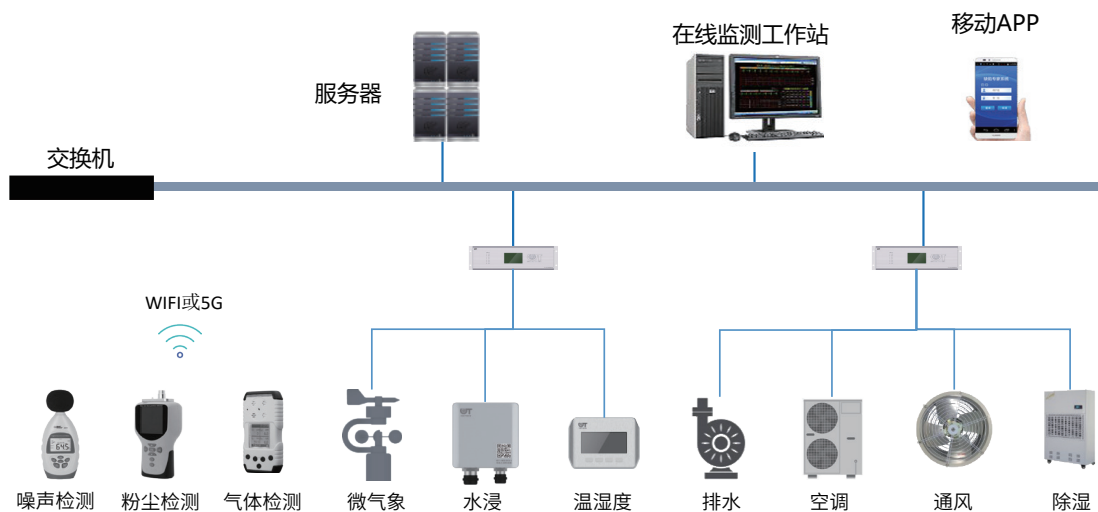 在线监测工作站
移动APP
服务器
交换机
WIFI或5G
噪声检测
粉尘检测
气体检测
微气象
水浸
温湿度
排水
空调
通风
除湿